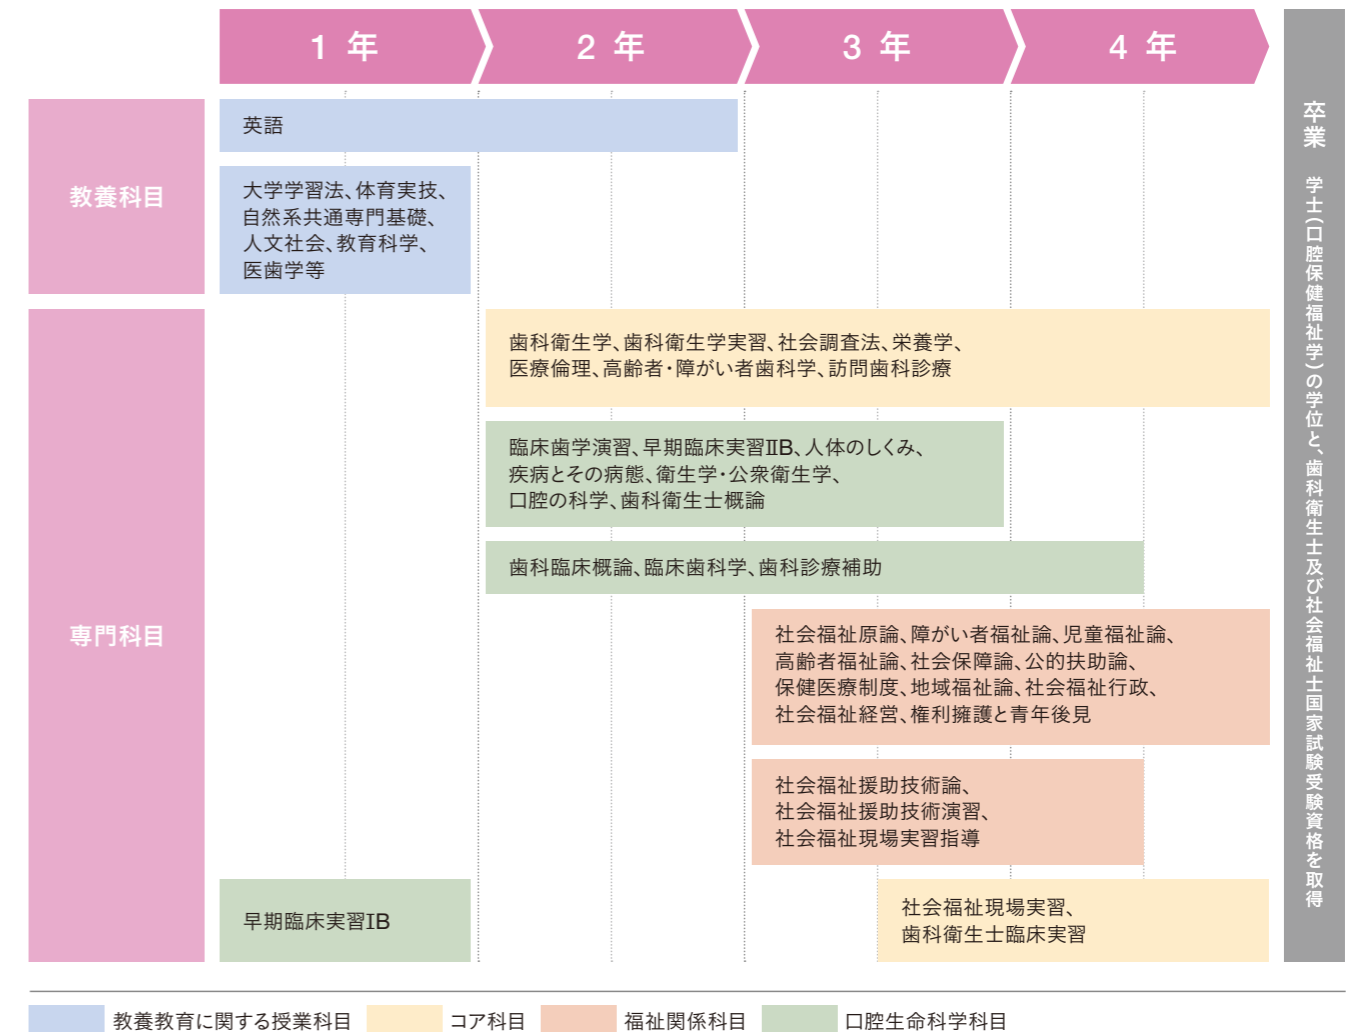 1 年
2 年
3 年
4 年
教養科目
英語
大学学習法、体育実技、
自然系共通専門基礎、
人文社会、教育科学、
医歯学等
専門科目
歯科衛生学、歯科衛生学実習、社会調査法、栄養学、
医療倫理、高齢者・障がい者歯科学、訪問歯科診療
臨床歯学演習、早期臨床実習ⅡB、人体のしくみ、
疾病とその病態、衛生学・公衆衛生学、
口腔の科学、歯科衛生士概論
歯科臨床概論、臨床歯科学、歯科診療補助
社会福祉原論、障がい者福祉論、児童福祉論、
高齢者福祉論、社会保障論、公的扶助論、
保健医療制度、地域福祉論、社会福祉行政、
社会福祉経営、権利擁護と青年後見
社会福祉援助技術論、
社会福祉援助技術演習、
社会福祉現場実習指導
早期臨床実習ⅠB
社会福祉現場実習、
歯科衛生士臨床実習
卒業 学士(口腔保健福祉学)の学位と、歯科衛生士及び社会福祉士国家試験受験資格を取得
教養教育に関する授業科目
コア科目
福祉関係科目
口腔生命科学科目